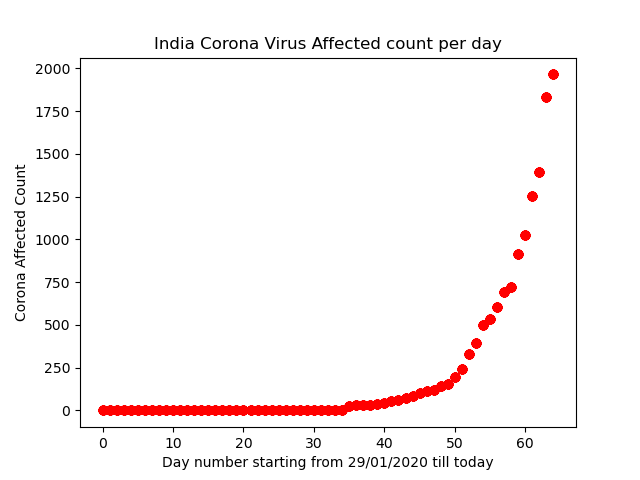 India Corona Virus Affected count per day
2000
1750
1500
1250
1000
750
500
250
0
Corona Affected Count
0 10 20 30 40 50 60
Day number starting from 29/01/2020 till today